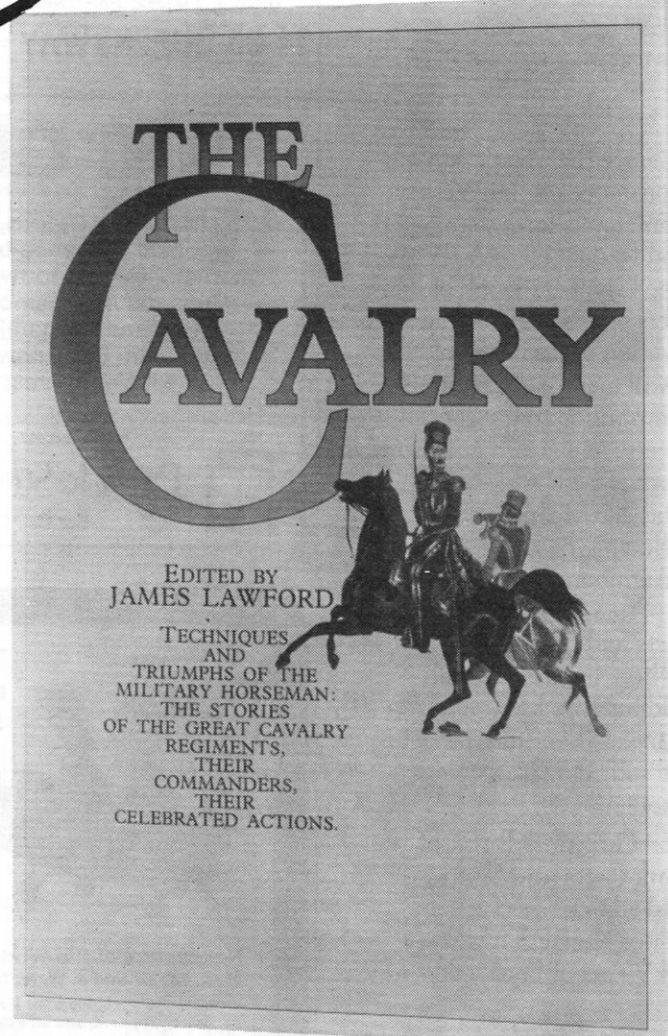 THE
CAVALRY
EDITED BY
JAMES LAWFORD
TECHNIQUES
AND
TRIUMPHS OF THE
MILITARY HORSEMAN:
THE STORIES
OF THE GREAT CAVALRY
REGIMENTS,
THEIR
COMMANDERS,
THEIR
CELEBRATED ACTIONS.